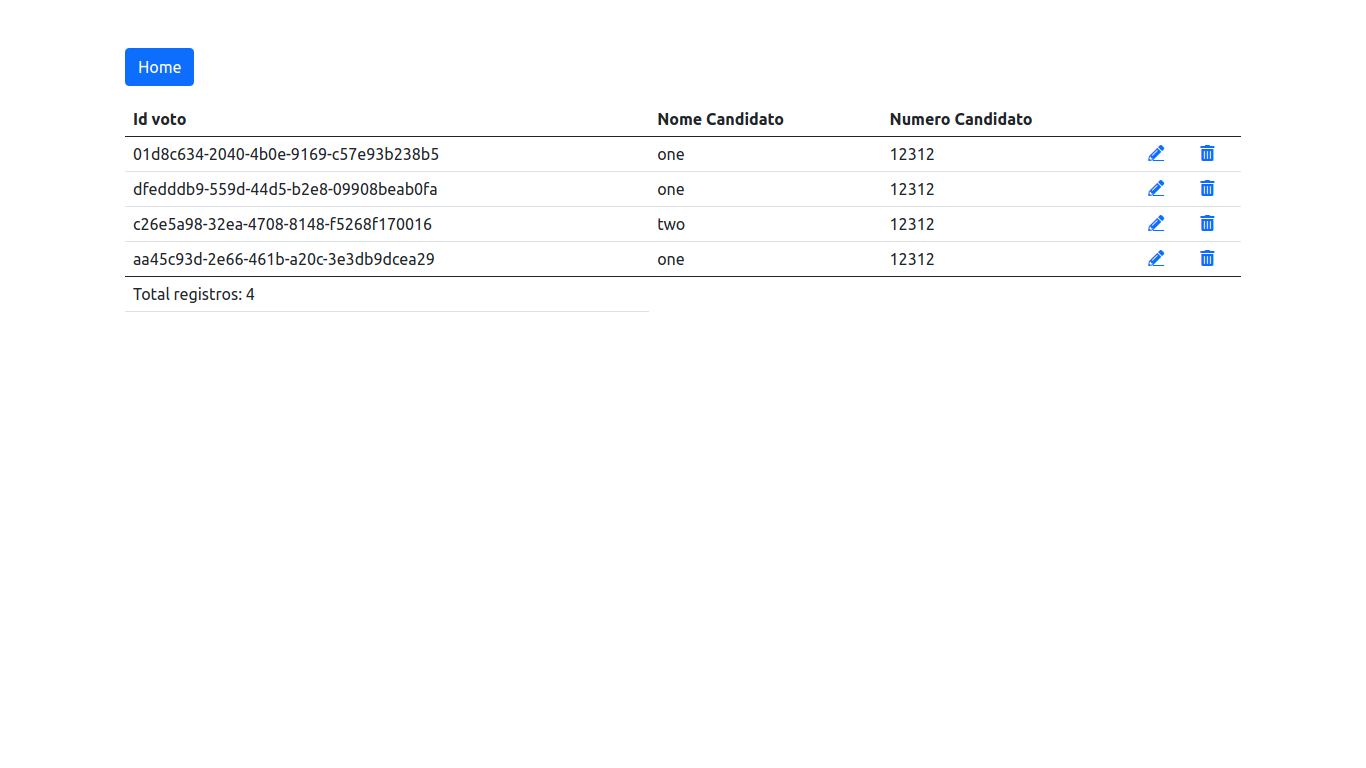 Home
Id voto Nome Candidato Numero Candidato
01d8c634-2040-4b0e-9169-c57e93b238b5 one 12312
dfedddb9-559d-44d5-b2e8-09908beab0fa one 12312
c26e5a98-32ea-4708-8148-f5268f170016 two 12312
aa45c93d-2e66-461b-a20c-3e3db9dcea29 one 12312
Total registros: 4